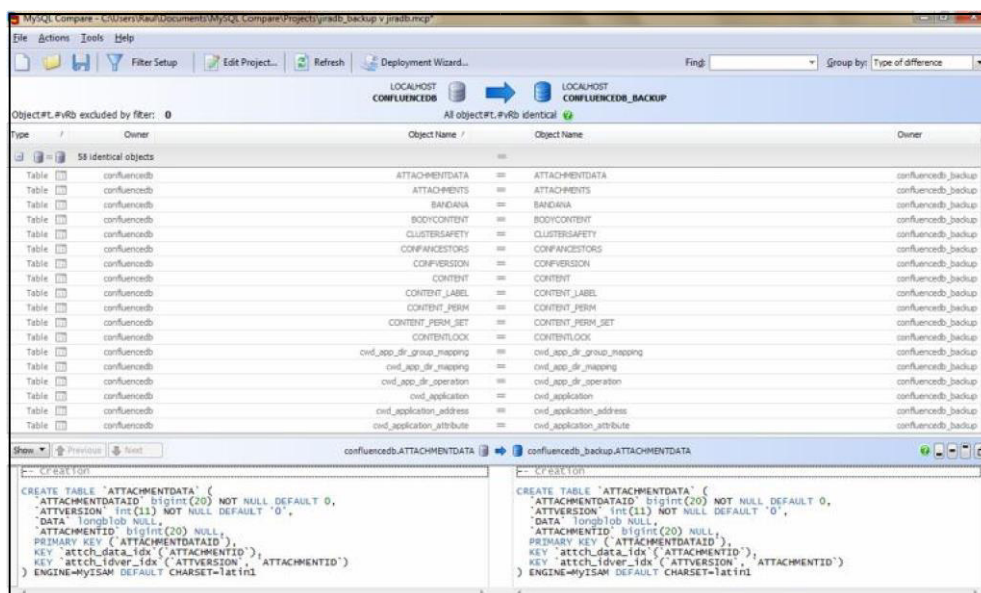 MySQL Compare - C:\Users\Raul\Documents\MySQL Compare\Projects\jiradb_backup v jiradb.mcp*
File Actions Tools Help
Filter Setup Edit Project... Refresh Deployment Wizard... Find: Group by: Type of difference
LOCALHOST CONFLUENCEDB LOCALHOST CONFLUENCEDB_BACKUP
Object#t.#vRb excluded by filter: 0 All object#t.#vRb identical
Type Owner Object Name Object Name Owner
= 58 identical objects =
Table confluencedb ATTACHMENTDATA = ATTACHMENTDATA confluencedb_backup
Table confluencedb ATTACHMENTS = ATTACHMENTS confluencedb_backup
Table confluencedb BANDANA = BANDANA confluencedb_backup
Table confluencedb BODYCONTENT = BODYCONTENT confluencedb_backup
Table confluencedb CLUSTERSAFETY = CLUSTERSAFETY confluencedb_backup
Table confluencedb CONFANCESTORS = CONFANCESTORS confluencedb_backup
Table confluencedb CONFVERSION = CONFVERSION confluencedb_backup
Table confluencedb CONTENT = CONTENT confluencedb_backup
Table confluencedb CONTENT_LABEL = CONTENT_LABEL confluencedb_backup
Table confluencedb CONTENT_PERM = CONTENT_PERM confluencedb_backup
Table confluencedb CONTENT_PERM_SET = CONTENT_PERM_SET confluencedb_backup
Table confluencedb CONTENTLOCK = CONTENTLOCK confluencedb_backup
Table confluencedb cwd_app_dir_group_mapping = cwd_app_dir_group_mapping confluencedb_backup
Table confluencedb cwd_app_dir_mapping = cwd_app_dir_mapping confluencedb_backup
Table confluencedb cwd_app_dir_operation = cwd_app_dir_operation confluencedb_backup
Table confluencedb cwd_application = cwd_application confluencedb_backup
Table confluencedb cwd_application_address = cwd_application_address confluencedb_backup
Table confluencedb cwd_application_attribute = cwd_application_attribute confluencedb_backup
Show Previous Next confluencedb.ATTACHMENTDATA confluencedb_backup.ATTACHMENTDATA
-- Creation
CREATE TABLE `ATTACHMENTDATA` (
`ATTACHMENTDATAID` bigint(20) NOT NULL DEFAULT 0,
`ATTVERSION` int(11) NOT NULL DEFAULT '0',
`DATA` longblob NULL,
`ATTACHMENTID` bigint(20) NULL,
PRIMARY KEY (`ATTACHMENTDATAID`),
KEY `attch_data_idx`(`ATTACHMENTID`),
KEY `attch_idver_idx`(`ATTVERSION`, `ATTACHMENTID`)
) ENGINE=MyISAM DEFAULT CHARSET=latin1
-- Creation
CREATE TABLE `ATTACHMENTDATA` (
`ATTACHMENTDATAID` bigint(20) NOT NULL DEFAULT 0,
`ATTVERSION` int(11) NOT NULL DEFAULT '0',
`DATA` longblob NULL,
`ATTACHMENTID` bigint(20) NULL,
PRIMARY KEY (`ATTACHMENTDATAID`),
KEY `attch_data_idx`(`ATTACHMENTID`),
KEY `attch_idver_idx`(`ATTVERSION`, `ATTACHMENTID`)
) ENGINE=MyISAM DEFAULT CHARSET=latin1